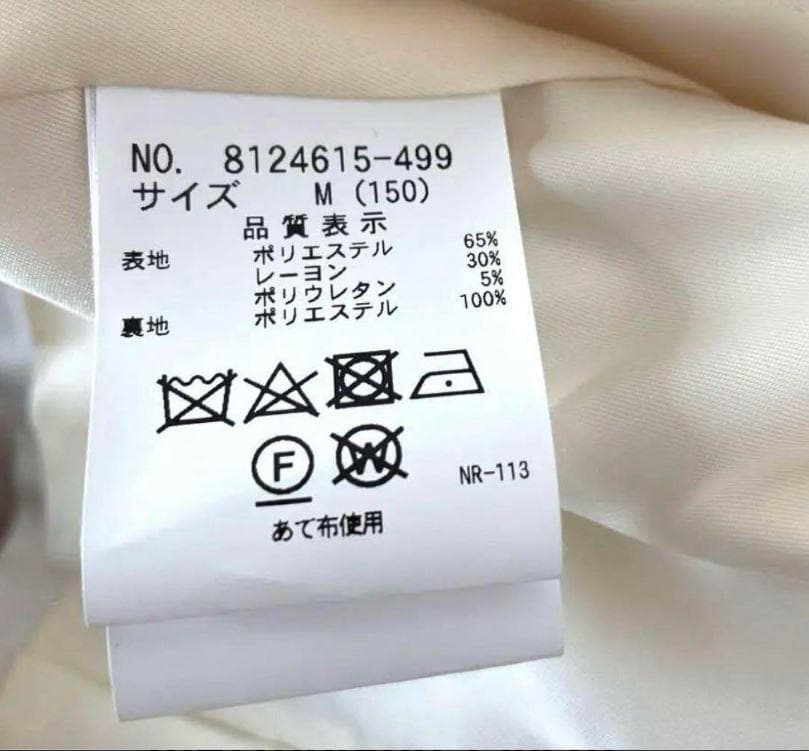 NO. 8124615-499
サイズ M (150)
品質表示
表地 ポリエステル 65%
レーヨン 30%
ポリウレタン 5%
裏地 ポリエステル 100%
F W
NR-113
あて布使用